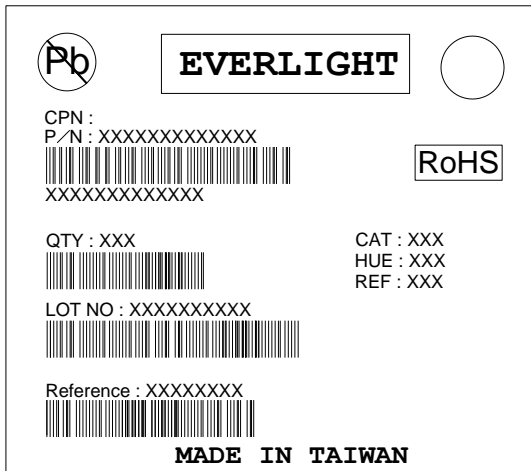 Pb
EVERLIGHT
CPN :
P/N : XXXXXXXXXXXXX
RoHS
XXXXXXXXXXXXX
QTY : XXX
CAT : XXX
HUE : XXX
REF : XXX
LOT NO : XXXXXXXXXX
Reference : XXXXXXXX
MADE IN TAIWAN